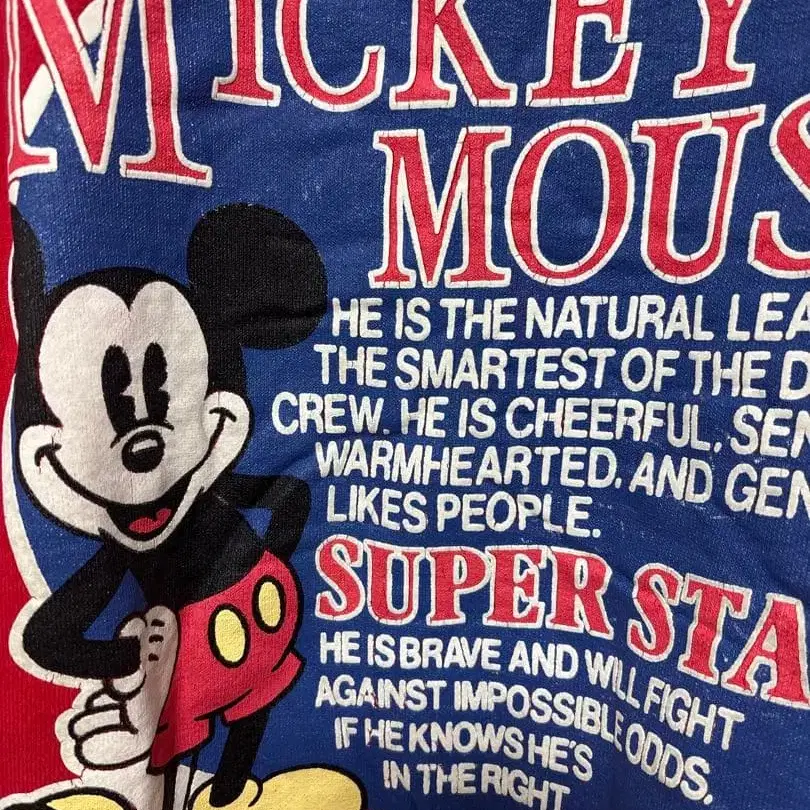 MICKEY
MOUS
HE IS THE NATURAL LEA
THE SMARTEST OF THE D
CREW. HE IS CHEERFUL, SEN
WARMHEARTED, AND GEN
LIKES PEOPLE.
SUPER STA
HE IS BRAVE AND WILL FIGHT
AGAINST IMPOSSIBLE ODDS.
IF HE KNOWS HE'S
IN THE RIGHT